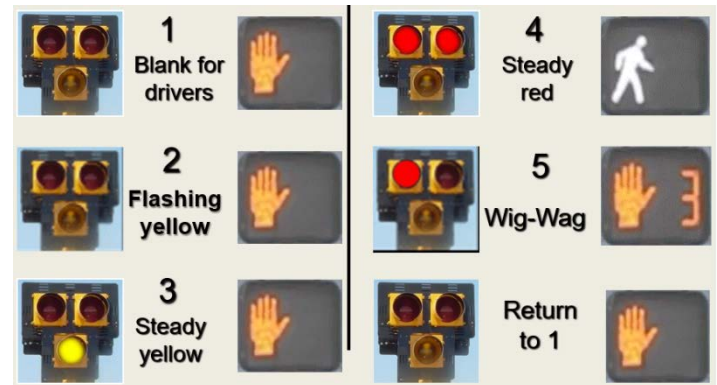 1
Blank for
drivers
2
Flashing
yellow
3
Steady
yellow
4
Steady
red
5
Wig-Wag
3
Return
to 1